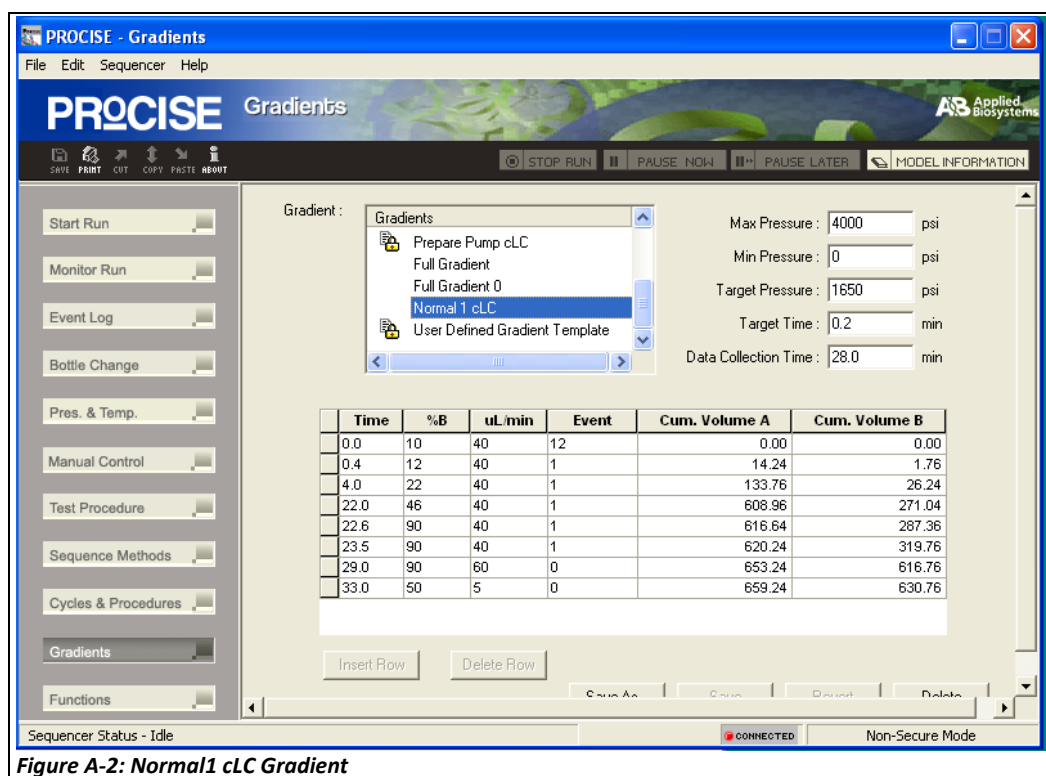 PROCISE - Gradients
File Edit Sequencer Help
PROCISE Gradients AB Applied Biosystems
SAVE PRINT CUT COPY PASTE ABOUT STOP RUN PAUSE NOW PAUSE LATER MODEL INFORMATION
Start Run
Monitor Run
Event Log
Bottle Change
Pres. & Temp.
Manual Control
Test Procedure
Sequence Methods
Cycles & Procedures
Gradients
Functions
Gradient :
Gradients
Prepare Pump cLC
Full Gradient
Full Gradient 0
Normal 1 cLC
User Defined Gradient Template
Max Pressure : 4000 psi
Min Pressure : 0 psi
Target Pressure : 1650 psi
Target Time : 0.2 min
Data Collection Time : 28.0 min
Time %B uL/min Event Cum. Volume A Cum. Volume B
0.0 10 40 12 0.00 0.00
0.4 12 40 1 14.24 1.76
4.0 22 40 1 133.76 26.24
22.0 46 40 1 608.96 271.04
22.6 90 40 1 616.64 287.36
23.5 90 40 1 620.24 319.76
29.0 90 60 0 653.24 616.76
33.0 50 5 0 659.24 630.76
Insert Row Delete Row
Save As Save Revert Delete
Sequencer Status - Idle CONNECTED Non-Secure Mode
Figure A-2: Normal1 cLC Gradient